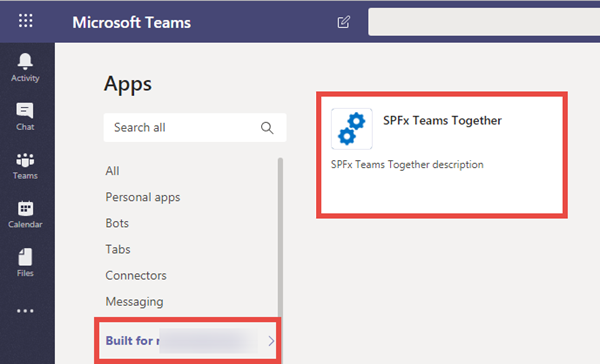 Microsoft Teams
Activity
Chat
Teams
Calendar
Files
Apps
Search all
All
Personal apps
Bots
Tabs
Connectors
Messaging
Built for
SPFx Teams Together
SPFx Teams Together description